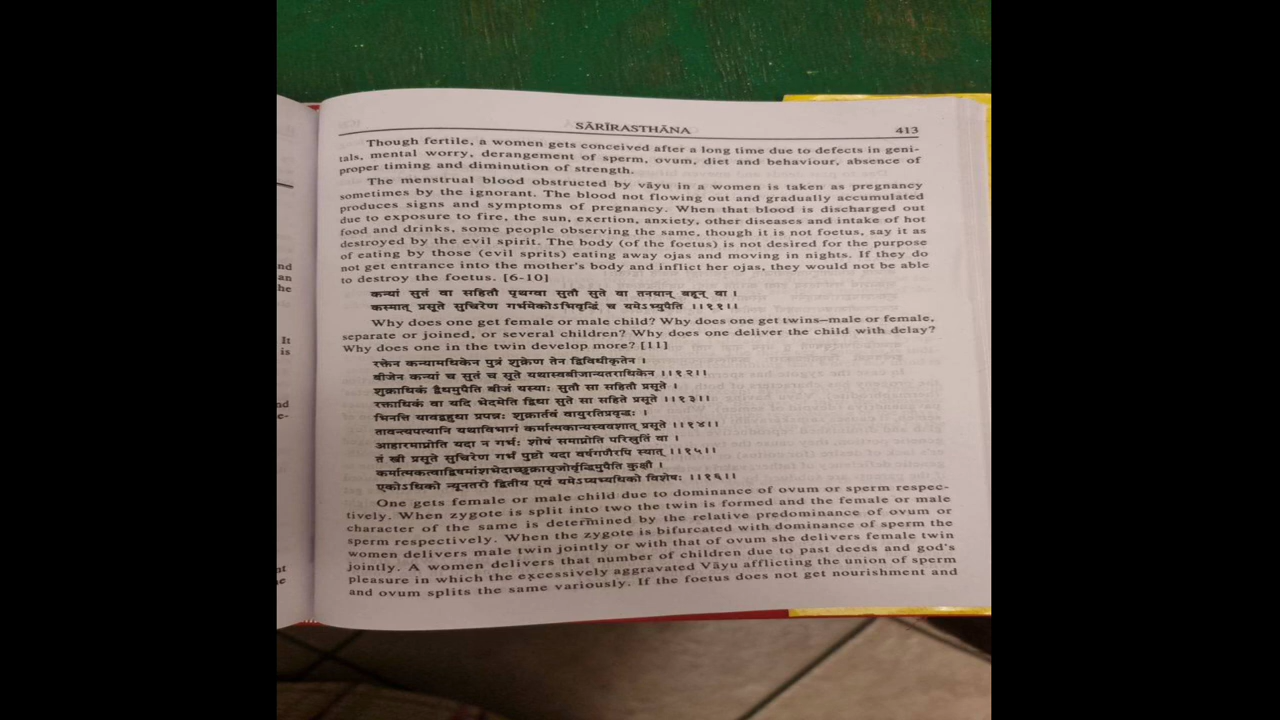 SĀRĪRASTHĀNA 413
Though fertile, a women gets conceived after a long time due to defects in geni-
tals, mental worry, derangement of sperm, ovum, diet and behaviour, absence of
proper timing and diminution of strength.
The menstrual blood obstructed by vāyu in a women is taken as pregnancy
sometimes by the ignorant. The blood not flowing out and gradually accumulated
produces signs and symptoms of pregnancy. When that blood is discharged out
due to exposure to fire, the sun, exertion, anxiety, other diseases and intake of hot
food and drinks, some people observing the same, though it is not foetus, say it as
destroyed by the evil spirit. The body (of the foetus) is not desired for the purpose
of eating by those (evil sprits) eating away ojas and moving in nights. If they do
not get entrance into the mother's body and inflict her ojas, they would not be able
to destroy the foetus. [6-10]
कन्यां सुतं वा सहितौ पृथग्वा सुतौ सुते वा तनयान् बहून् वा ।
कस्मात् प्रसूते सुचिरेण गर्भमेकोऽभिवृद्धिं च यमेऽभ्युपैति ।।११।।
Why does one get female or male child? Why does one get twins—male or female,
separate or joined, or several children? Why does one deliver the child with delay?
Why does one in the twin develop more? [11]
रक्तेन कन्यामधिकेन पुत्रं शुक्रेण तेन द्विविधीकृतेन ।
बीजेन कन्यां च सुतं च सूते यथास्वबीजान्यतराधिकेन ।।१२।।
शुक्राधिकं द्वैधमुपैति बीजं यस्याः सुतौ सा सहितौ प्रसूते ।
रक्ताधिकं वा यदि भेदमेति द्विधा सुते सा सहिते प्रसूते ।।१३।।
भिनत्ति यावद्बहुधा प्रपन्नः शुक्रार्तवं वायुरतिप्रवृद्धः ।
तावन्त्यपत्यानि यथाविभागं कर्मात्मकान्यस्ववशात् प्रसूते ।।१४।।
आहारमाप्नोति यदा न गर्भः शोषं समाप्नोति परिस्रुतिं वा ।
तं स्त्री प्रसूते सुचिरेण गर्भं पुष्टो यदा वर्षगणैरपि स्यात् ।।१५।।
कर्मात्मकत्वाद्विषमांशभेदाच्छुक्रासृजोर्वृद्धिमुपैति कुक्षौ ।
एकोऽधिको न्यूनतरो द्वितीय एवं यमेऽप्यभ्यधिको विशेषः ।।१६।।
One gets female or male child due to dominance of ovum or sperm respec-
tively. When zygote is split into two the twin is formed and the female or male
character of the same is determined by the relative predominance of ovum or
sperm respectively. When the zygote is bifurcated with dominance of sperm the
women delivers male twin jointly or with that of ovum she delivers female twin
jointly. A women delivers that number of children due to past deeds and god's
pleasure in which the excessively aggravated Vāyu afflicting the union of sperm
and ovum splits the same variously. If the foetus does not get nourishment and
nd
an
he
It
is
nd
c-
nt